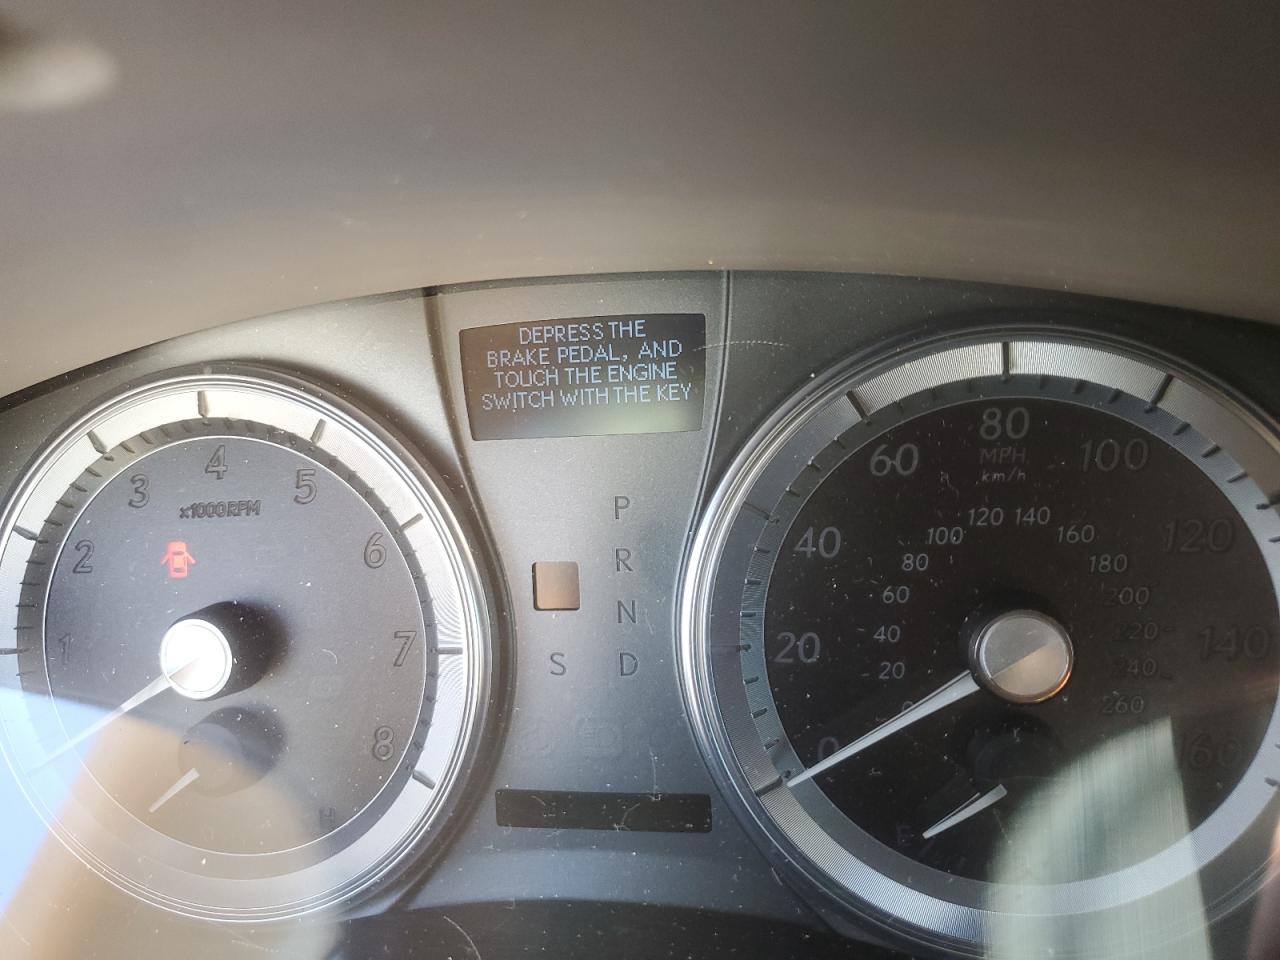 DEPRESS THE
BRAKE PEDAL, AND
TOUCH THE ENGINE
SWITCH WITH THE KEY
1
2
3
4
5
6
7
8
x1000RPM
H
P
R
N
D
S
0
20
40
60
80
100
120
140
160
MPH
km/h
0
20
40
60
80
100
120
140
160
180
200
220
240
260
E